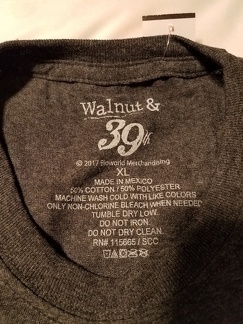 Walnut &
39th
© 2017 Bioworld Merchandising
XL
MADE IN MEXICO
50% COTTON / 50% POLYESTER
MACHINE WASH COLD WITH LIKE COLORS
ONLY NON-CHLORINE BLEACH WHEN NEEDED
TUMBLE DRY LOW.
DO NOT IRON.
DO NOT DRY CLEAN.
RN# 115665 / SCC